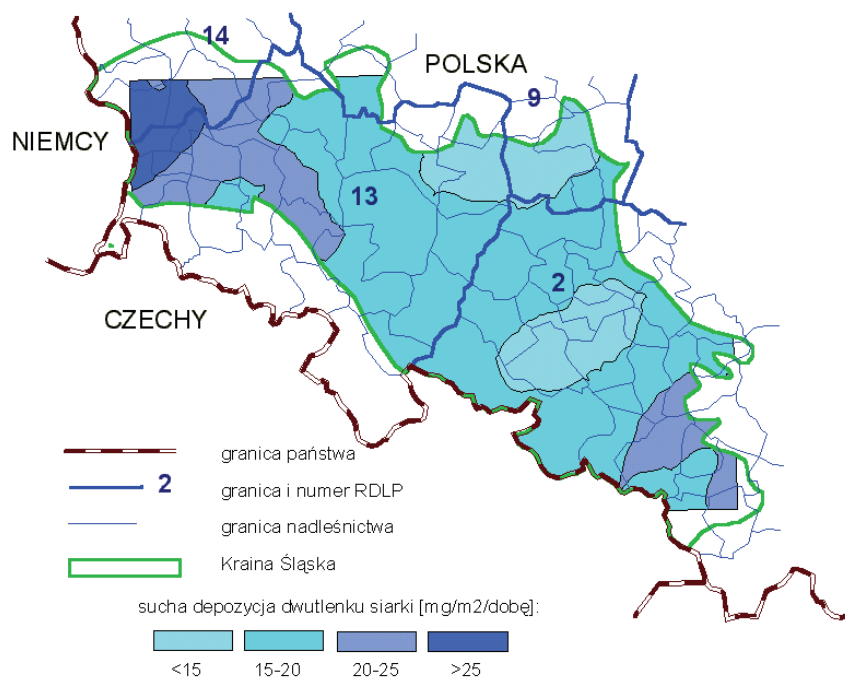 14
POLSKA
9
NIEMCY
13
2
CZECHY
granica państwa
2 granica i numer RDLP
granica nadleśnictwa
Kraina Śląska
sucha depozycja dwutlenku siarki [mg/m2/dobę]:
<15 15-20 20-25 >25